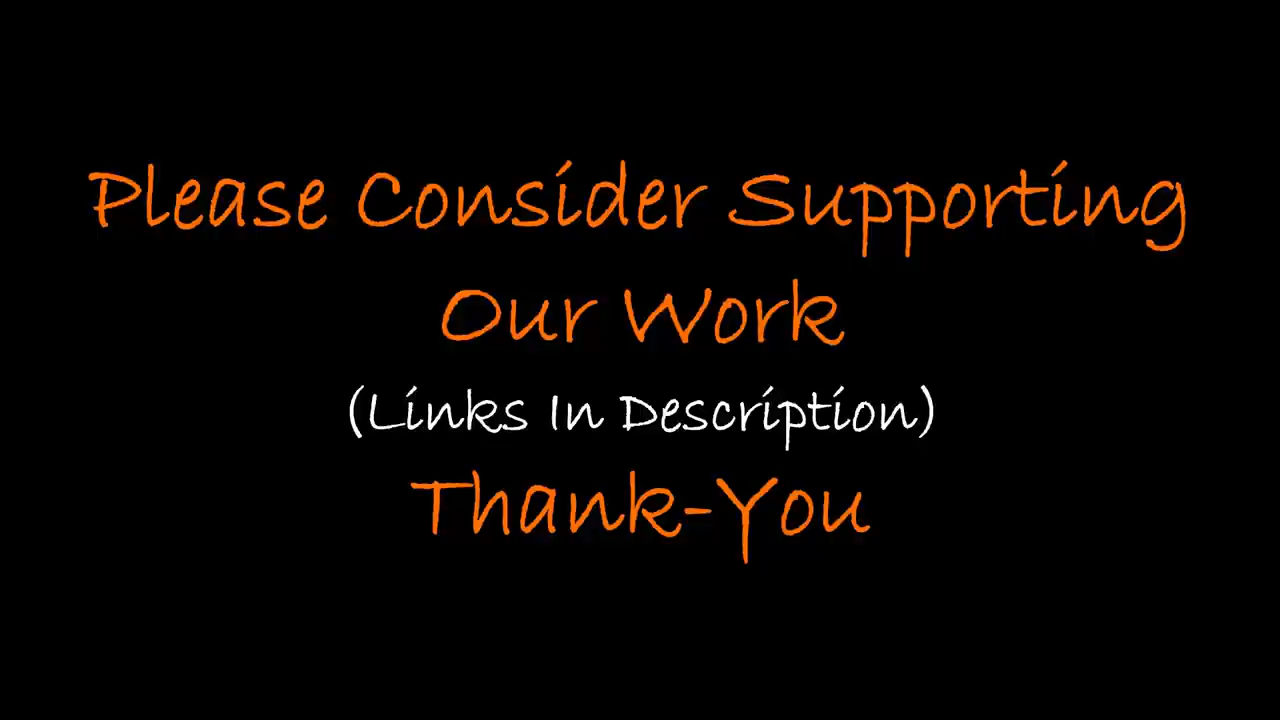 Please Consider Supporting
Our Work
(Links In Description)
Thank-You